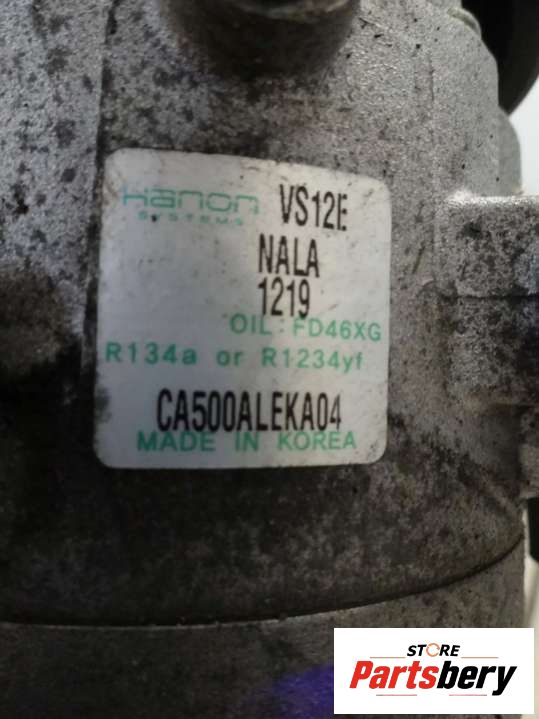 Hanon VS12E
SYSTEMS
NALA
1219
OIL : FD46XG
R134a or R1234yf
CA500ALEKA04
MADE IN KOREA
STORE
Partsbery